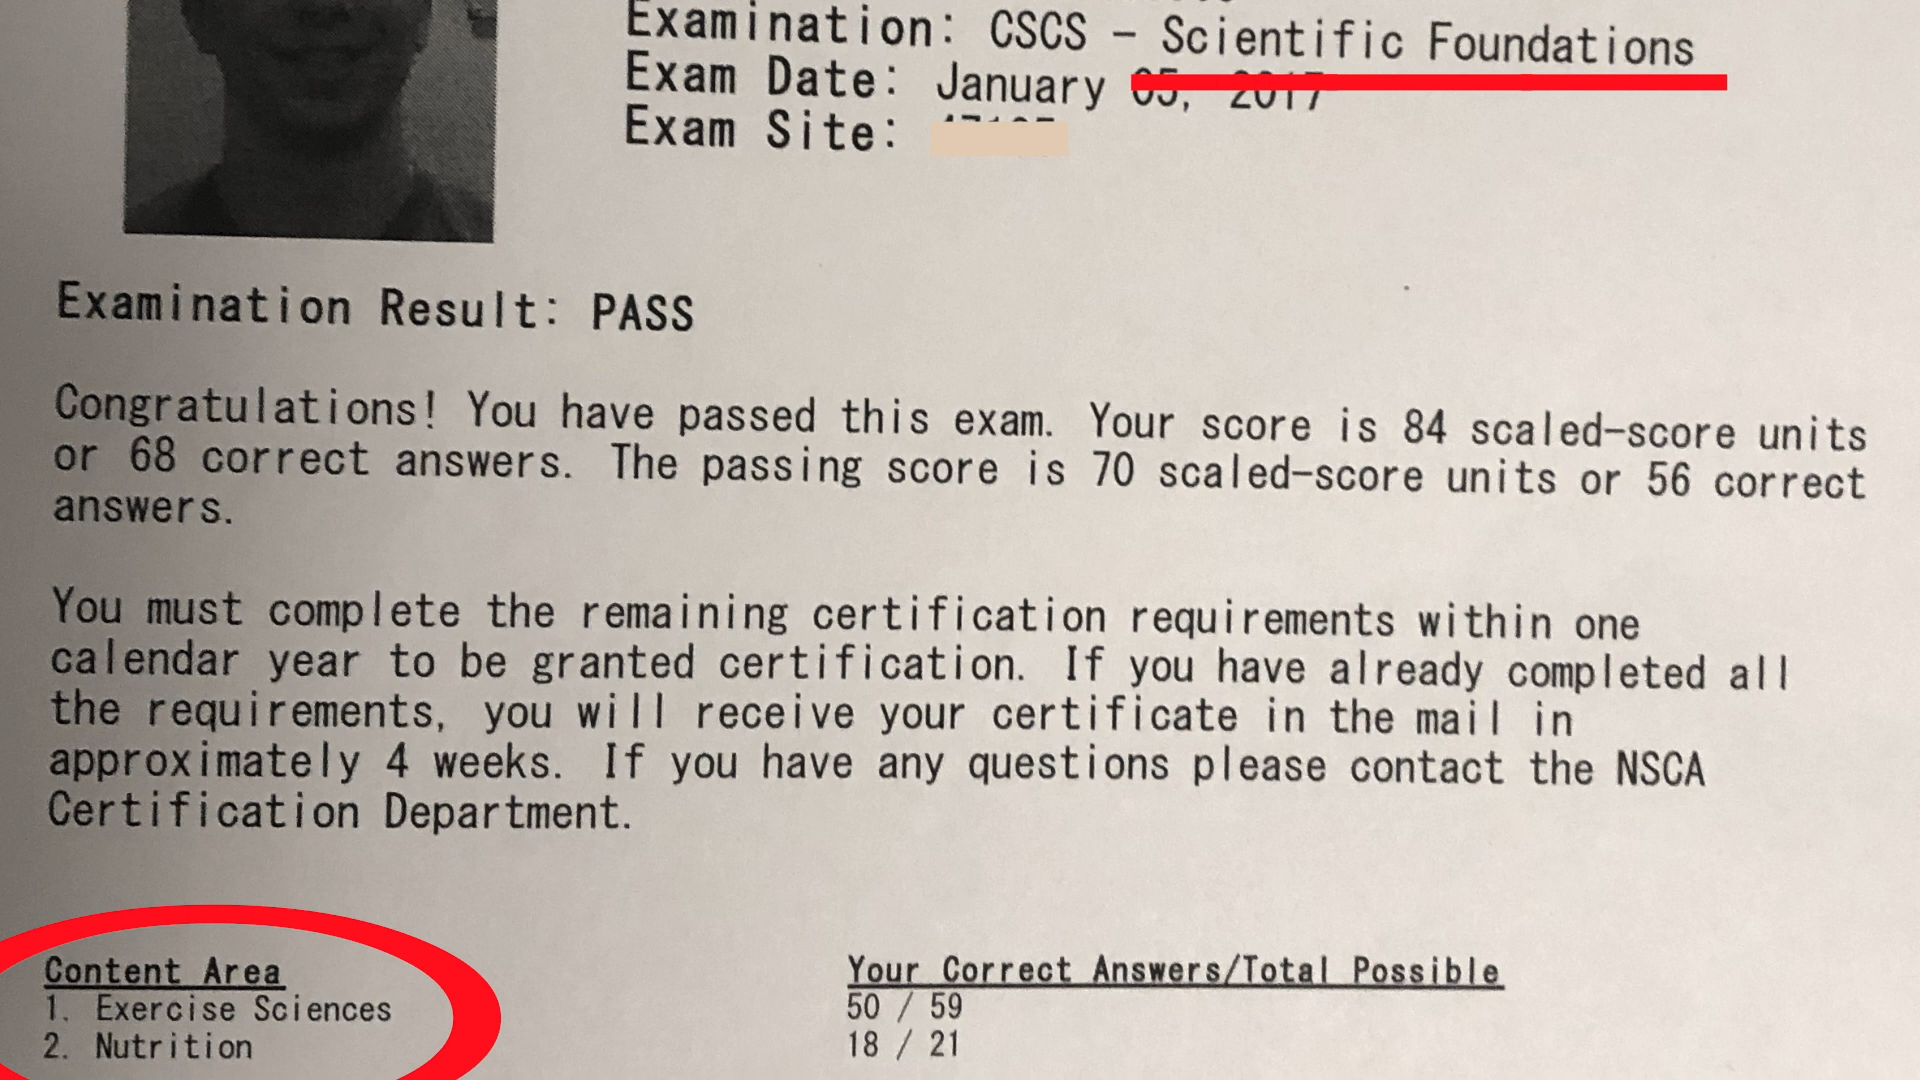 Examination: CSCS - Scientific Foundations
Exam Date: January 05, 2017
Exam Site:
Examination Result: PASS
Congratulations! You have passed this exam. Your score is 84 scaled-score units
or 68 correct answers. The passing score is 70 scaled-score units or 56 correct
answers.
You must complete the remaining certification requirements within one
calendar year to be granted certification. If you have already completed all
the requirements, you will receive your certificate in the mail in
approximately 4 weeks. If you have any questions please contact the NSCA
Certification Department.
Content Area Your Correct Answers/Total Possible
1. Exercise Sciences 50 / 59
2. Nutrition 18 / 21